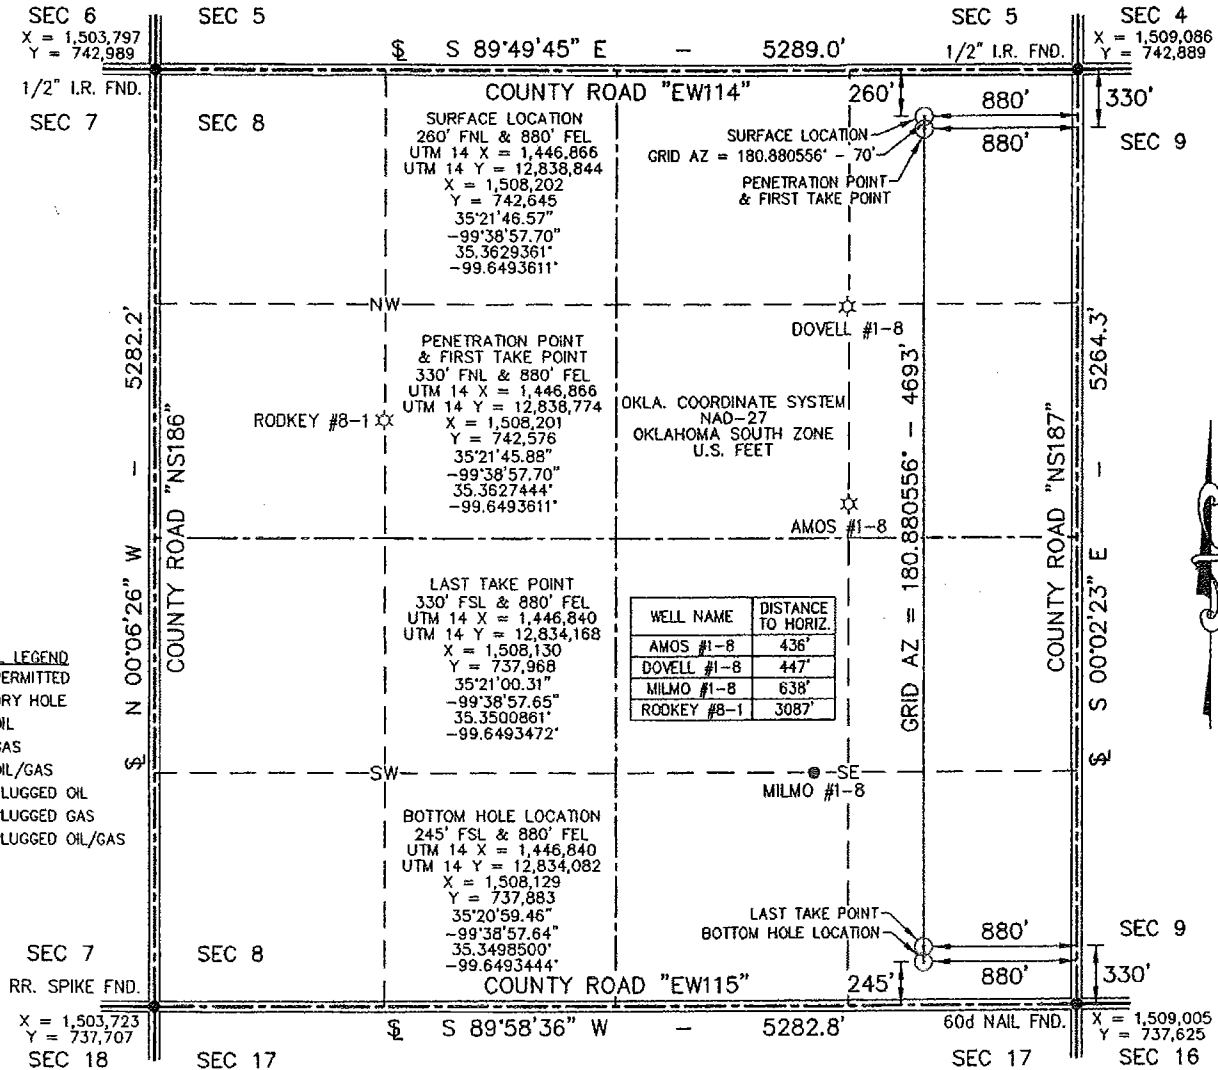 SEC 6
X = 1,503,797
Y = 742,989
SEC 5
℄ S 89°49'45" E - 5289.0'
SEC 5
1/2" I.R. FND.
SEC 4
X = 1,509,086
Y = 742,889
1/2" I.R. FND.
SEC 7
SEC 8
COUNTY ROAD "EW114"
260'
880'
330'
880'
SEC 9
SURFACE LOCATION
260' FNL & 880' FEL
UTM 14 X = 1,446,866
UTM 14 Y = 12,838,844
X = 1,508,202
Y = 742,645
35°21'46.57"
-99°38'57.70"
35.3629361°
-99.6493611°
SURFACE LOCATION
GRID AZ = 180.880556° - 70'
PENETRATION POINT
& FIRST TAKE POINT
NW
DOVELL #1-8
N 00°06'26" W - 5282.2'
COUNTY ROAD "NS186"
RODKEY #8-1
PENETRATION POINT
& FIRST TAKE POINT
330' FNL & 880' FEL
UTM 14 X = 1,446,866
UTM 14 Y = 12,838,774
X = 1,508,201
Y = 742,576
35°21'45.88"
-99°38'57.70"
35.3627444°
-99.6493611°
OKLA. COORDINATE SYSTEM
NAD-27
OKLAHOMA SOUTH ZONE
U.S. FEET
AMOS #1-8
GRID AZ = 180.880556° - 4693'
COUNTY ROAD "NS187"
℄ S 00°02'23" E - 5264.3'
LAST TAKE POINT
330' FSL & 880' FEL
UTM 14 X = 1,446,840
UTM 14 Y = 12,834,168
X = 1,508,130
Y = 737,968
35°21'00.31"
-99°38'57.65"
35.3500861°
-99.6493472°
WELL NAME DISTANCE TO HORIZ.
AMOS #1-8 436'
DOVELL #1-8 447'
MILMO #1-8 638'
RODKEY #8-1 3087'
LEGEND
PERMITTED
DRY HOLE
OIL
GAS
OIL/GAS
PLUGGED OIL
PLUGGED GAS
PLUGGED OIL/GAS
℄
SW
SE
MILMO #1-8
BOTTOM HOLE LOCATION
245' FSL & 880' FEL
UTM 14 X = 1,446,840
UTM 14 Y = 12,834,082
X = 1,508,129
Y = 737,883
35°20'59.46"
-99°38'57.64"
35.3498500°
-99.6493444°
LAST TAKE POINT
BOTTOM HOLE LOCATION
880'
SEC 9
880'
330'
245'
SEC 7
SEC 8
RR. SPIKE FND.
COUNTY ROAD "EW115"
X = 1,503,723
Y = 737,707
SEC 18
SEC 17
℄ S 89°58'36" W - 5282.8'
60d NAIL FND.
SEC 17
X = 1,509,005
Y = 737,625
SEC 16